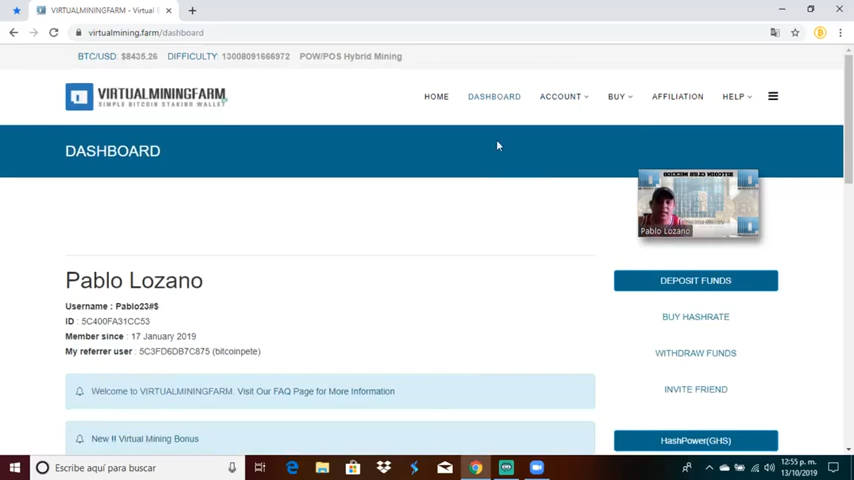 VIRTUALMININGFARM - Virtual B
virtualmining.farm/dashboard
BTC/USD: $8435.26 DIFFICULTY: 13008091666972 POW/POS Hybrid Mining
VIRTUALMININGFARM
SIMPLE BITCOIN STAKING WALLET
HOME DASHBOARD ACCOUNT BUY AFFILIATION HELP
DASHBOARD
BITCOIN CLUB MEXICO
Pablo Lozano
Pablo Lozano
Username : Pablo23#$
ID : 5C400FA31CC53
Member since : 17 January 2019
My referrer user : 5C3FD6DB7C875 (bitcoinpete)
Welcome to VIRTUALMININGFARM. Visit Our FAQ Page for More Information
New !! Virtual Mining Bonus
DEPOSIT FUNDS
BUY HASHRATE
WITHDRAW FUNDS
INVITE FRIEND
HashPower(GHS)
Escribe aquí para buscar
12:55 p. m.
13/10/2019